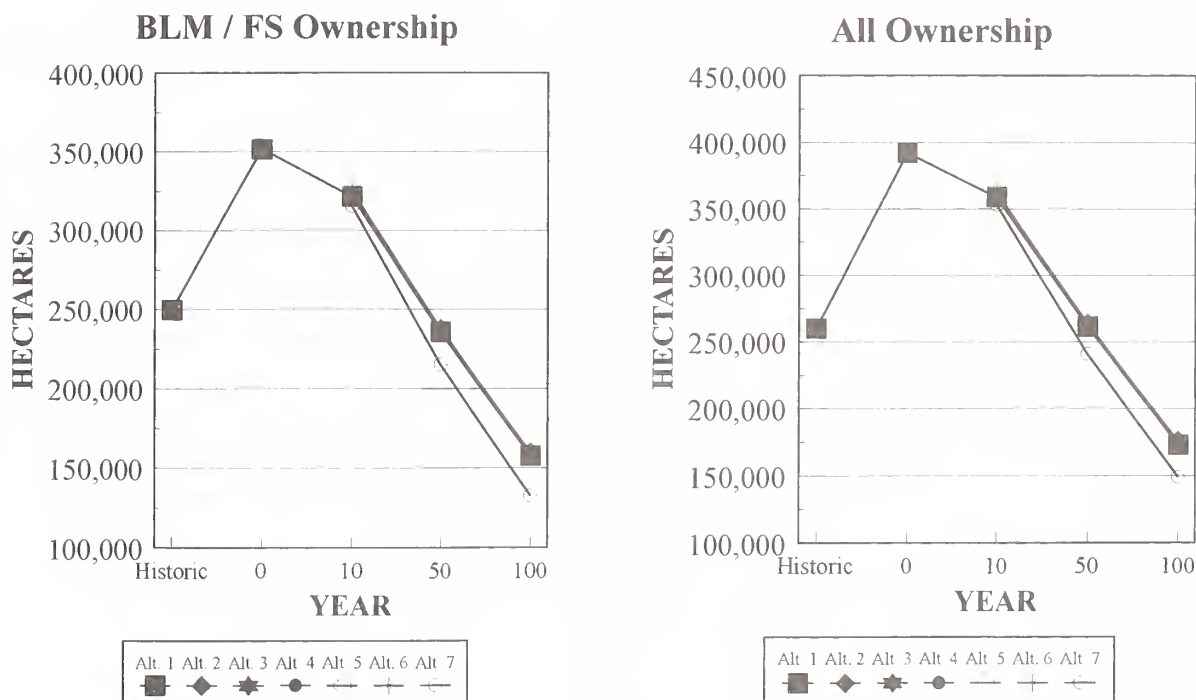 BLM / FS Ownership
400,000
350,000
300,000
250,000
200,000
150,000
100,000
HECTARES
Historic 0 10 50 100
YEAR
Alt. 1 Alt. 2 Alt. 3 Alt 4 Alt. 5 Alt. 6 Alt 7
All Ownership
450,000
400,000
350,000
300,000
250,000
200,000
150,000
100,000
HECTARES
Historic 0 10 50 100
YEAR
Alt 1 Alt. 2 Alt 3 Alt. 4 Alt 5 Alt. 6 Alt 7